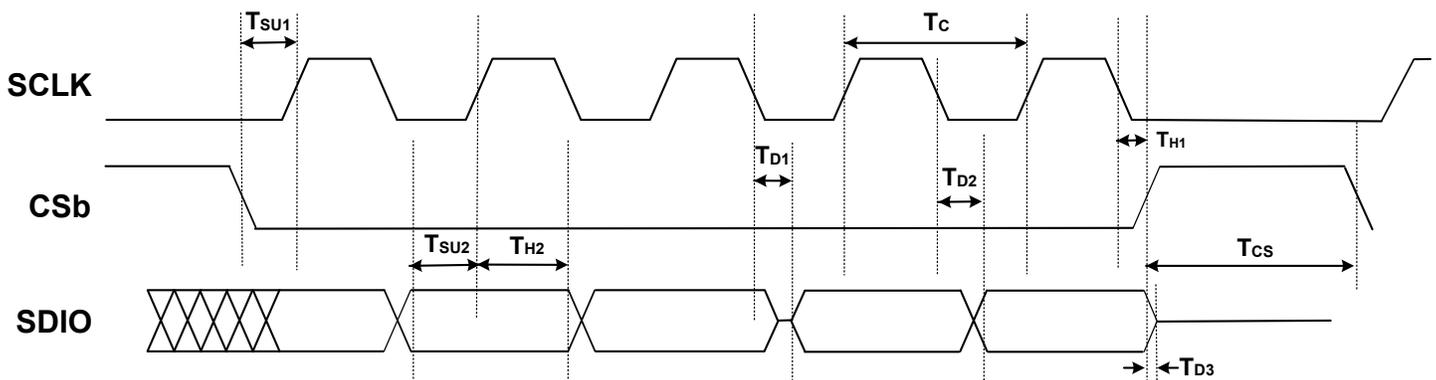 TSU1
TC
SCLK
TH1
TD1
TD2
CSb
TSU2
TH2
TCS
SDIO
TD3